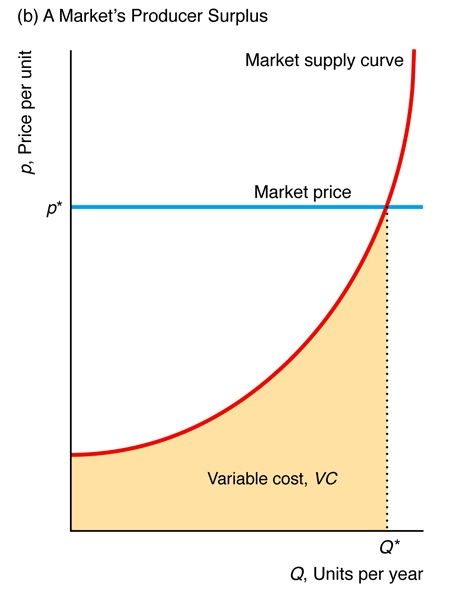 (b) A Market’s Producer Surplus
p, Price per unit
Market supply curve
Market price
p*
Variable cost, VC
Q*
Q, Units per year